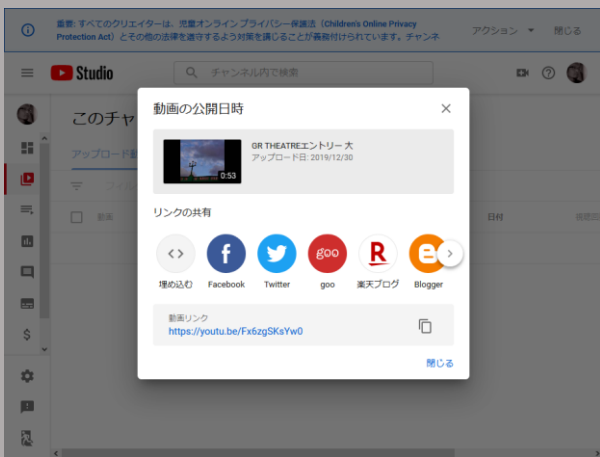 重要: すべてのクリエイターは、児童オンラインプライバシー保護法（Children's Online Privacy
Protection Act）とその他の法律を遵守するよう対策を講じることが義務付けられています。チャンネ
アクション
閉じる
Studio
チャンネル内で検索
このチャ
アップロード動
動画
日付
動画の公開日時
GR THEATREエントリー 大
アップロード日: 2019/12/30
0:53
リンクの共有
埋め込む
Facebook
Twitter
goo
goo
R
楽天ブログ
Blogger
動画リンク
https://youtu.be/Fx6zgSKsYw0
閉じる